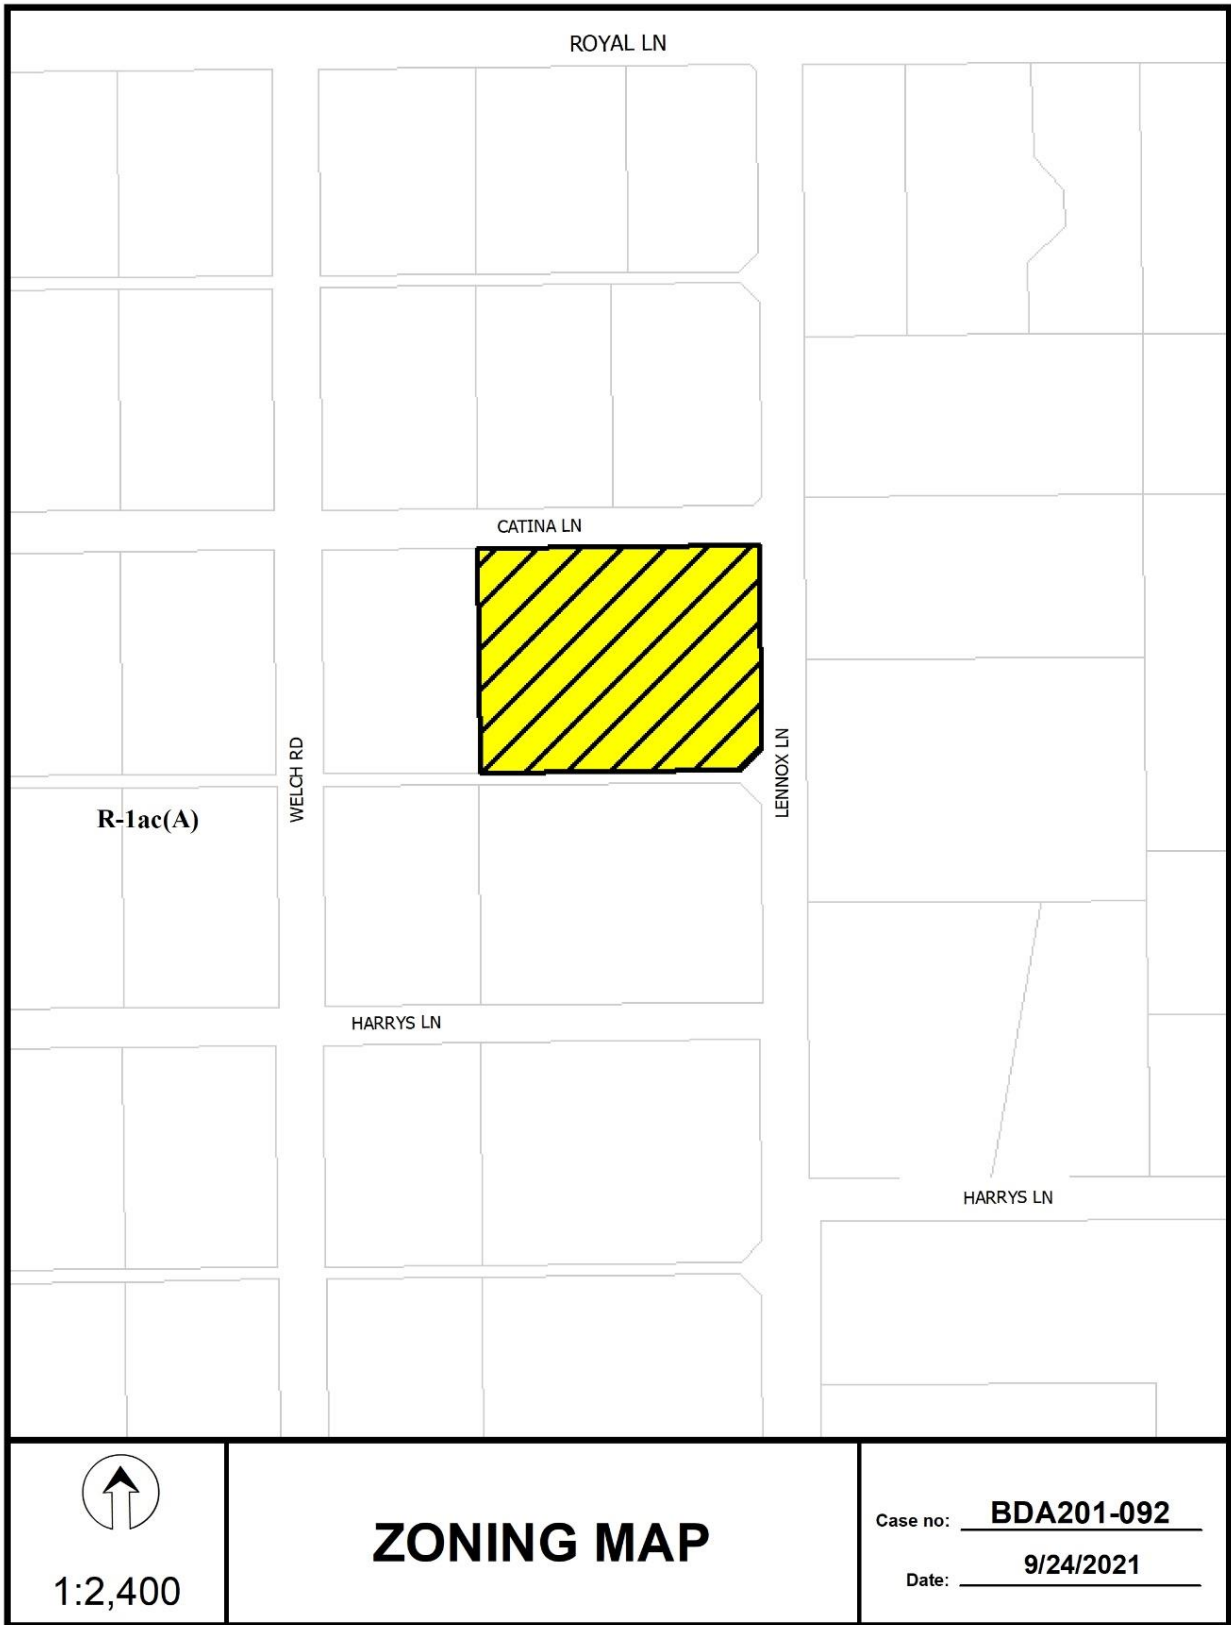 ROYAL LN
CATINA LN
WELCH RD
LENNOX LN
R-1ac(A)
HARRYS LN
HARRYS LN
1:2,400
ZONING MAP
Case no: BDA201-092
Date: 9/24/2021